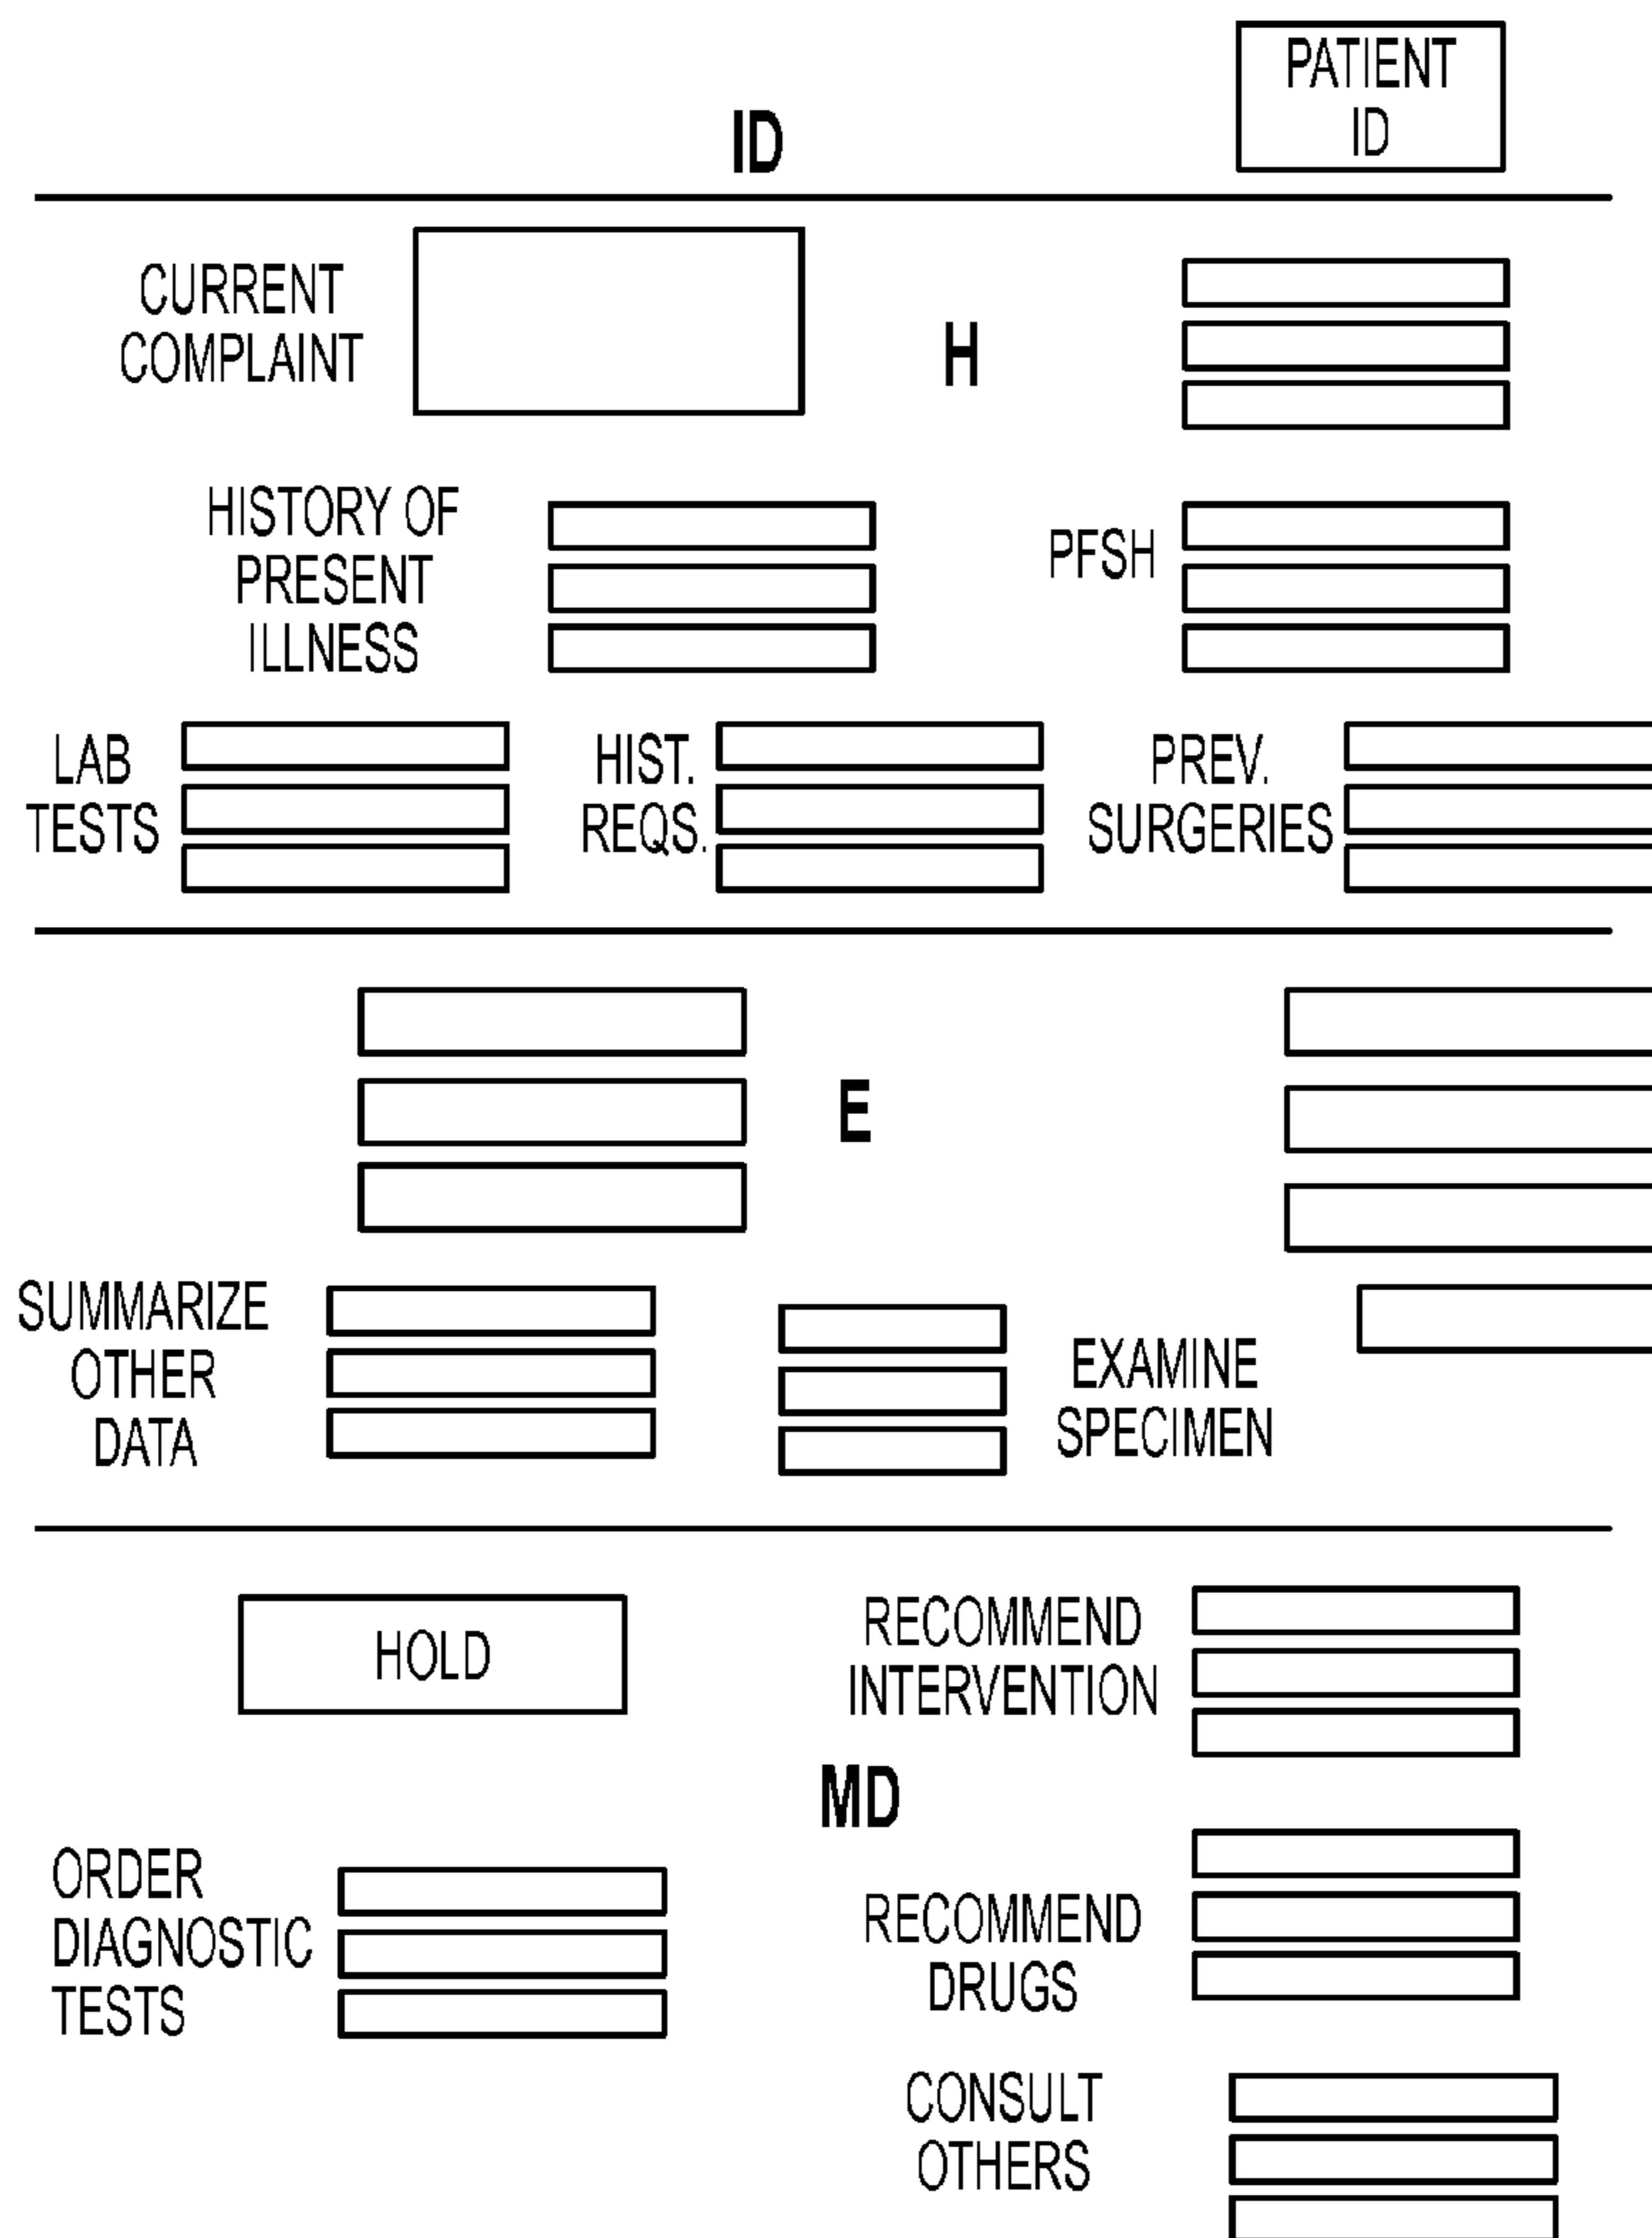 PATIENT
ID
ID
CURRENT
COMPLAINT
H
HISTORY OF
PRESENT
ILLNESS
PFSH
LAB
TESTS
HIST.
REQS.
PREV.
SURGERIES
E
SUMMARIZE
OTHER
DATA
EXAMINE
SPECIMEN
HOLD
RECOMMEND
INTERVENTION
MD
ORDER
DIAGNOSTIC
TESTS
RECOMMEND
DRUGS
CONSULT
OTHERS